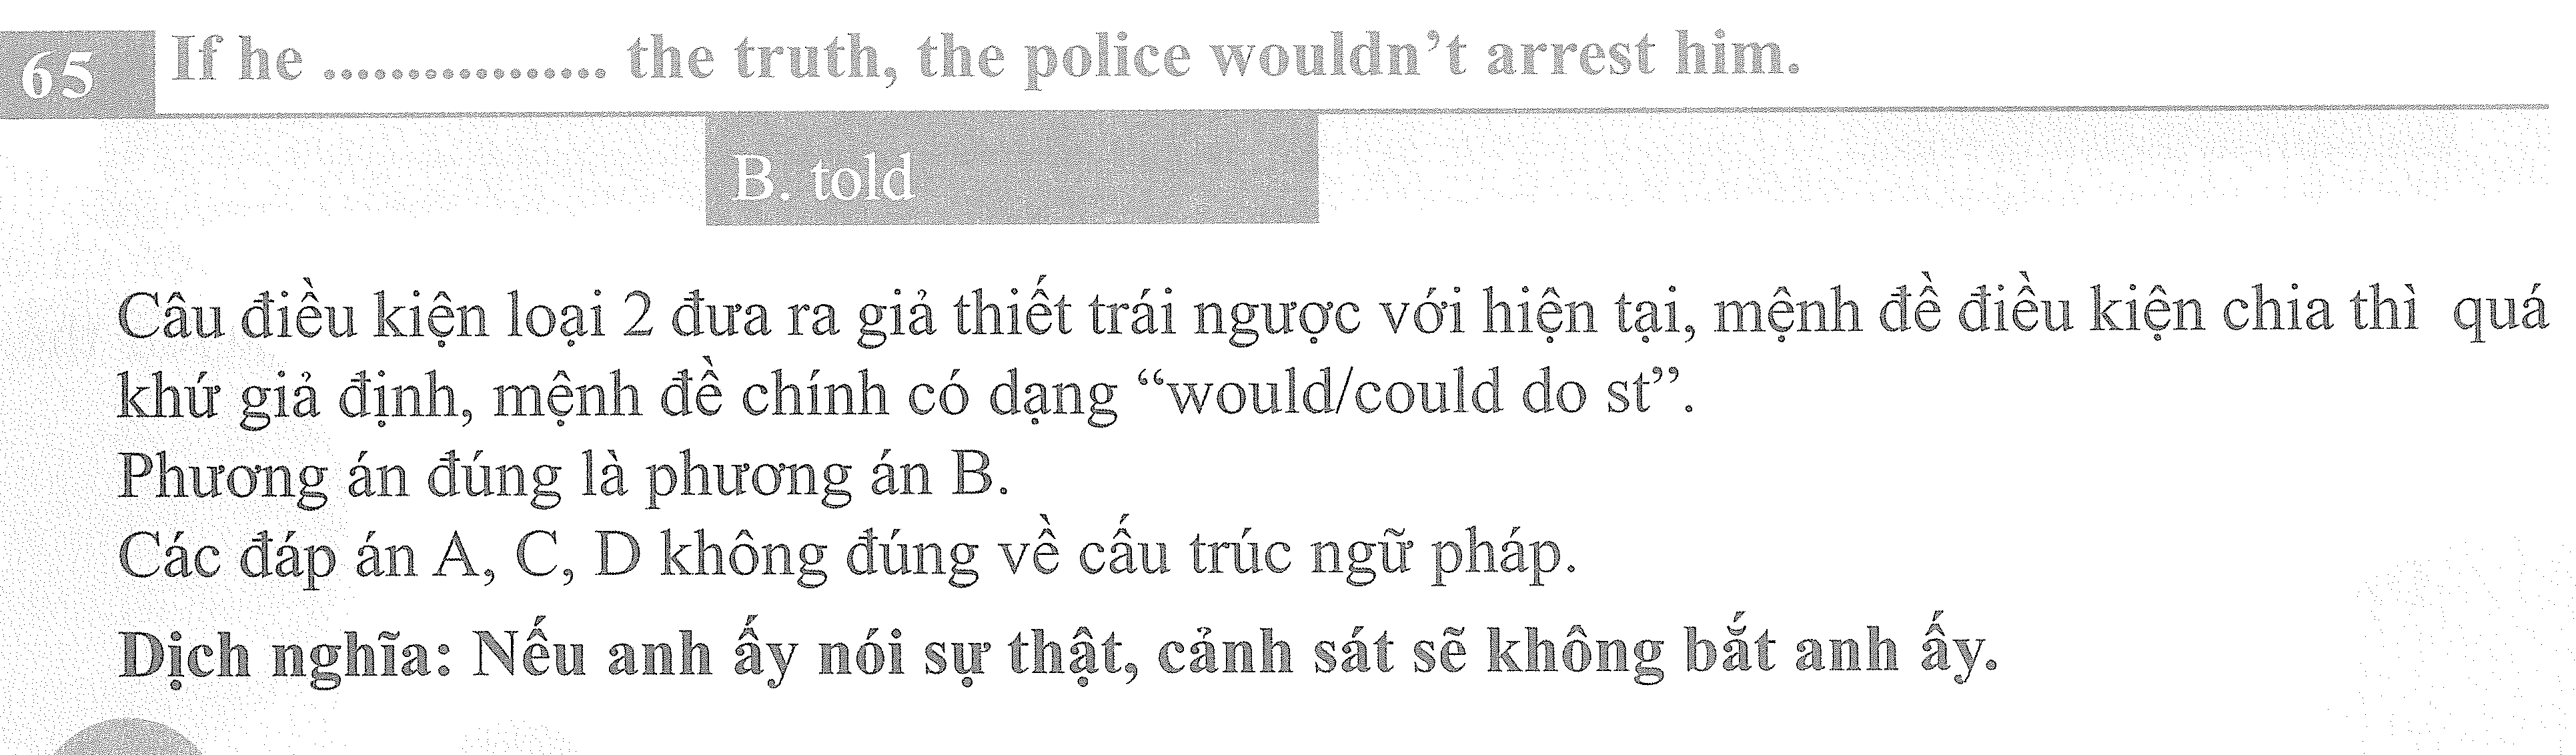 65 If he ................. the truth, the police wouldn't arrest him.
B. told
Câu điều kiện loại 2 đưa ra giả thiết trái ngược với hiện tại, mệnh đề điều kiện chia thì quá
khứ giả định, mệnh đề chính có dạng “would/could do st”.
Phương án đúng là phương án B.
Các đáp án A, C, D không đúng về cấu trúc ngữ pháp.
Dịch nghĩa: Nếu anh ấy nói sự thật, cảnh sát sẽ không bắt anh ấy.